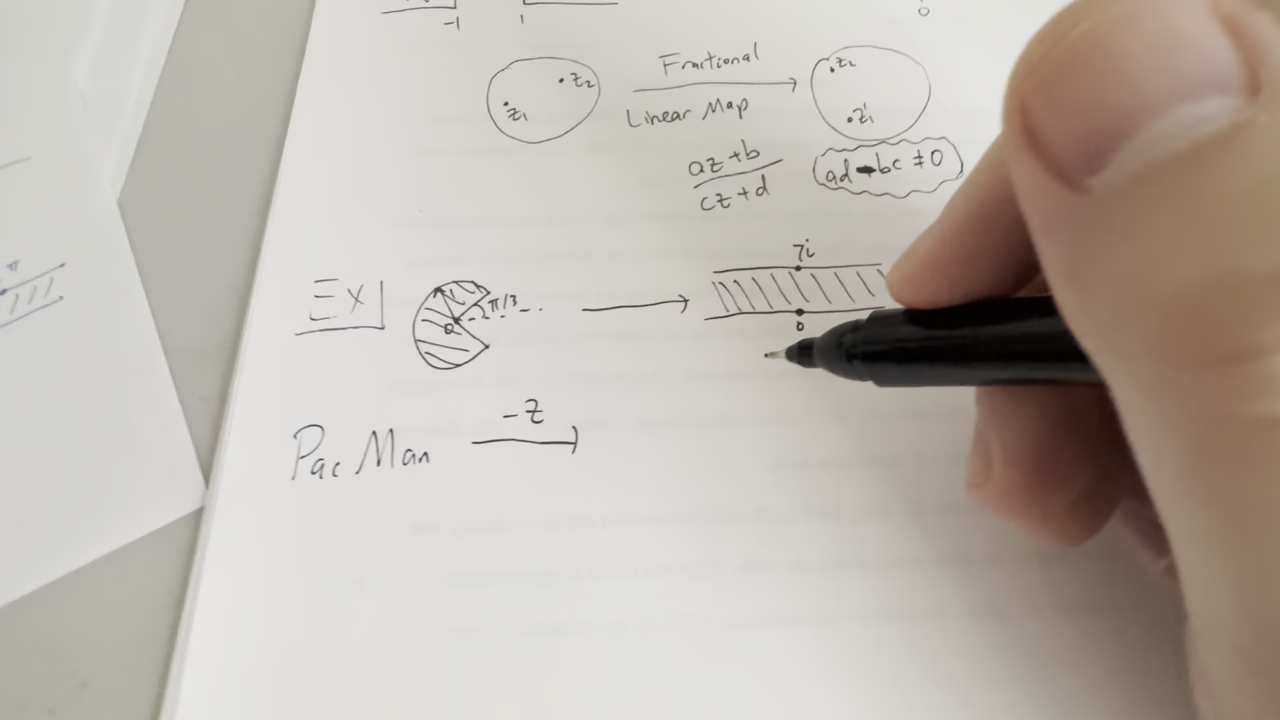 -1 1 0
z₁ z₂ Fractional Linear Map z₂ z₁'
az+b
cz+d
ad-bc≠0
EX 0 1 π/3 7i 0
Pac Man -z
π